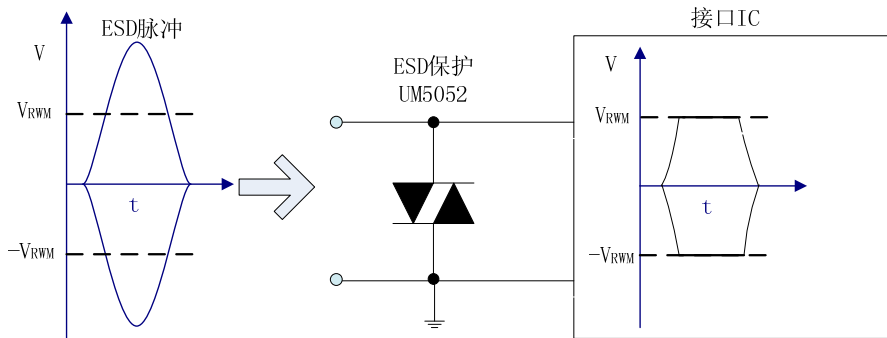 ESD脉冲
V
VRWM
t
-VRWM
ESD保护
UM5052
接口IC
V
VRWM
t
-VRWM